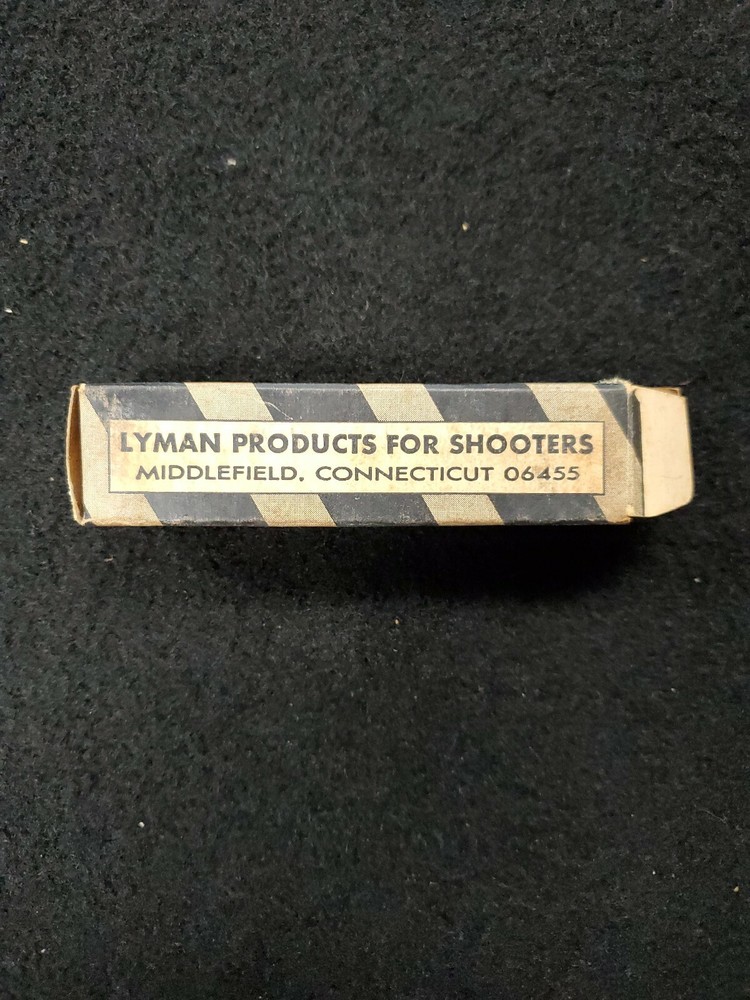 LYMAN PRODUCTS FOR SHOOTERS
MIDDLEFIELD, CONNECTICUT 06455